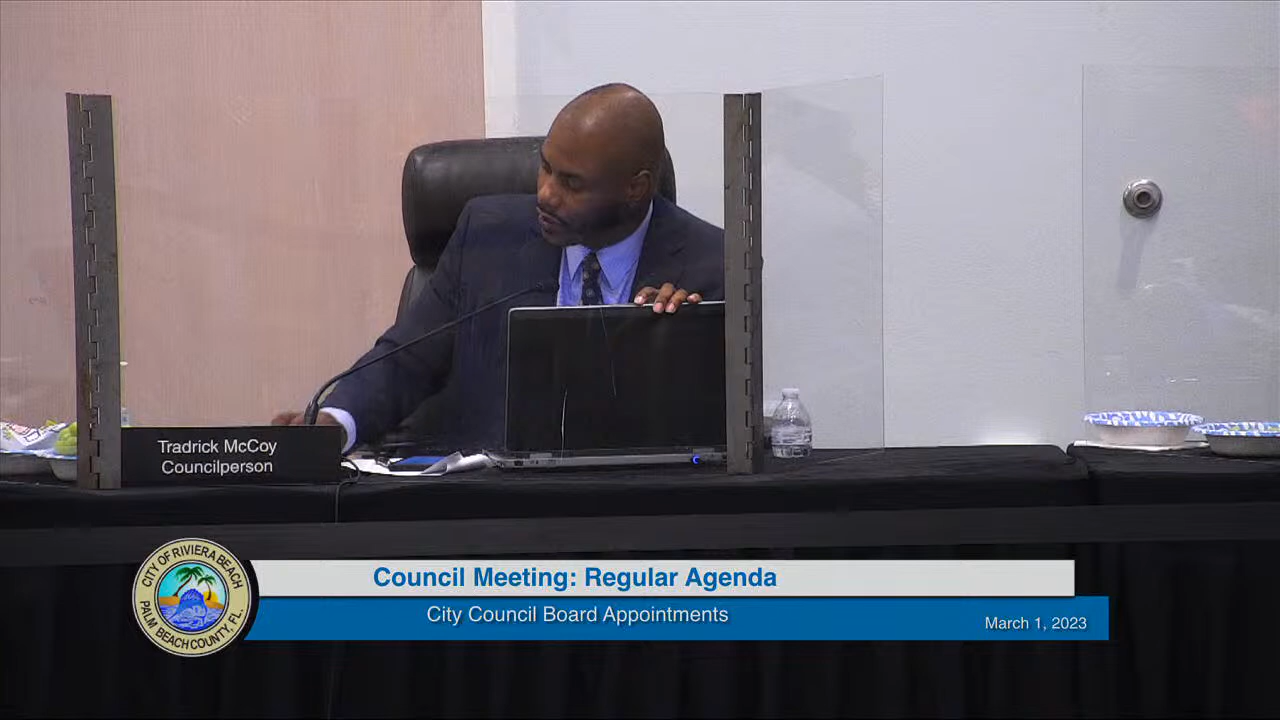 Tradrick McCoy
Councilperson
CITY OF RIVIERA BEACH
PALM BEACH COUNTY, FL.
Council Meeting: Regular Agenda
City Council Board Appointments
March 1, 2023